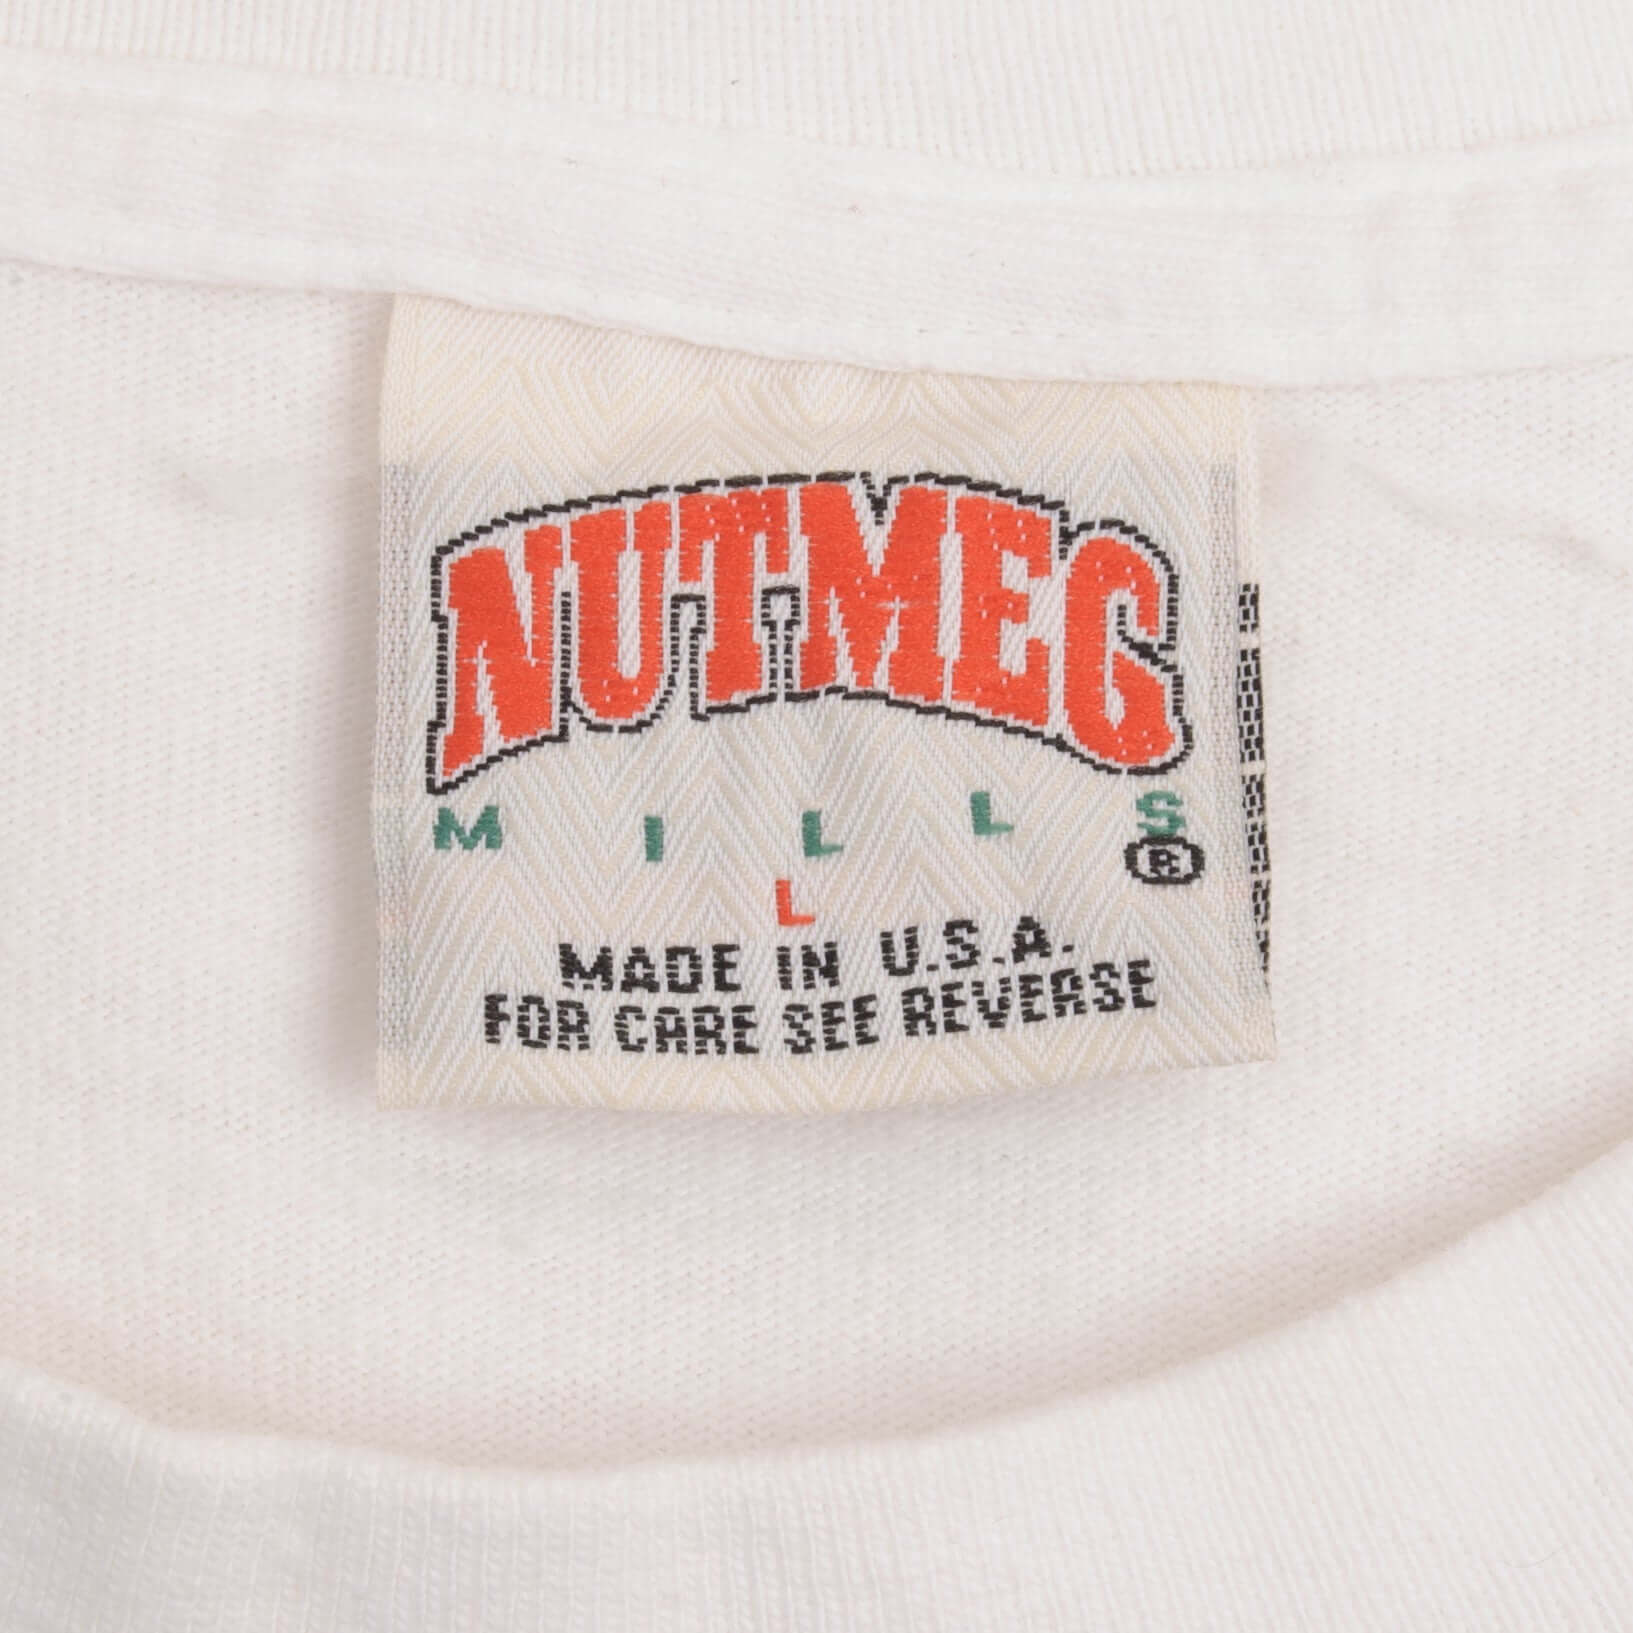 NUTMEG
MILLS®
L
MADE IN U.S.A.
FOR CARE SEE REVERSE